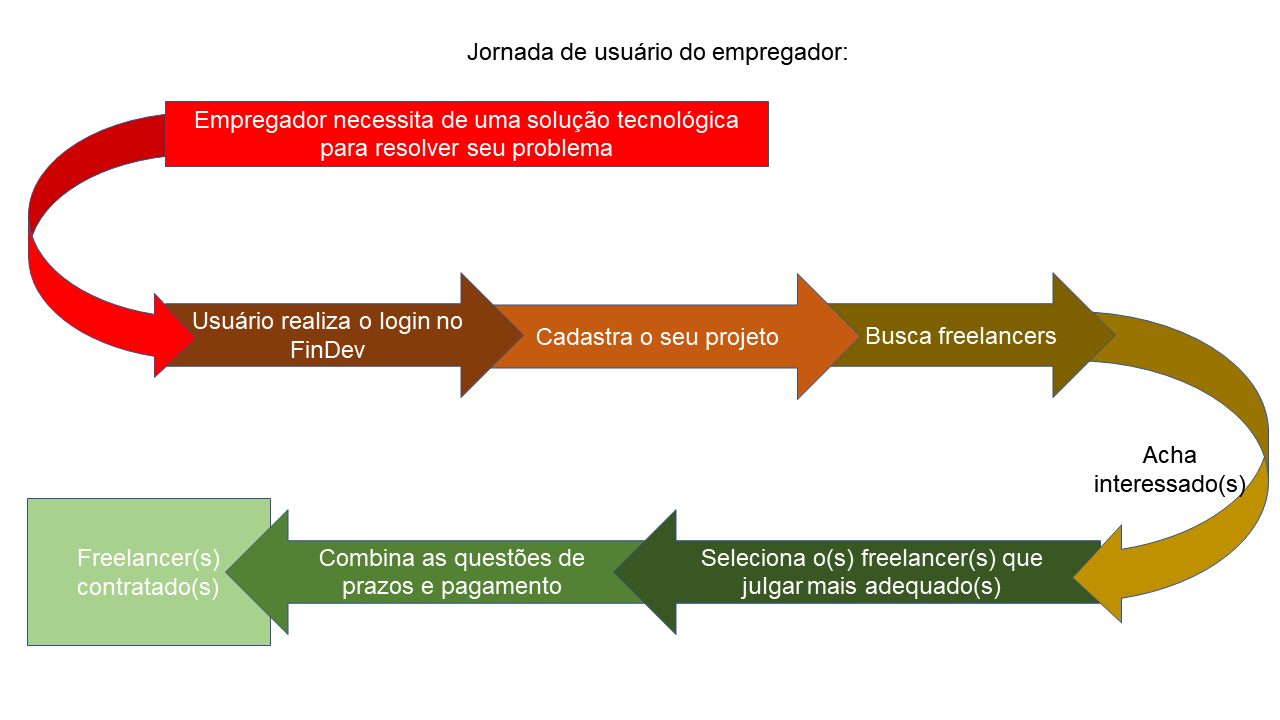 Jornada de usuário do empregador:
Empregador necessita de uma solução tecnológica
para resolver seu problema
Usuário realiza o login no
FinDev
Cadastra o seu projeto
Busca freelancers
Acha
interessado(s)
Seleciona o(s) freelancer(s) que
julgar mais adequado(s)
Combina as questões de
prazos e pagamento
Freelancer(s)
contratado(s)